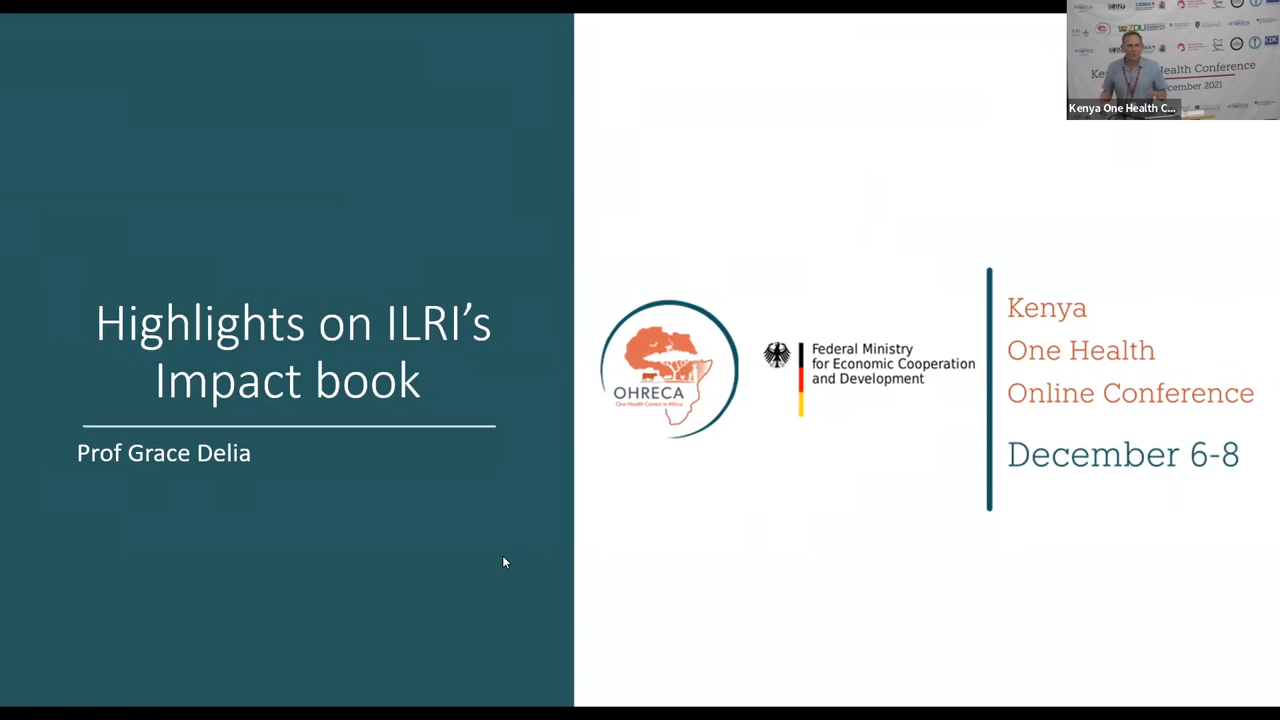 Highlights on ILRI's
Impact book
Prof Grace Delia
OHRECA
One Health Centre in Africa
Federal Ministry
for Economic Cooperation
and Development
Kenya
One Health
Online Conference
December 6-8
Health Conference
December 2021
Kenya One Health C...